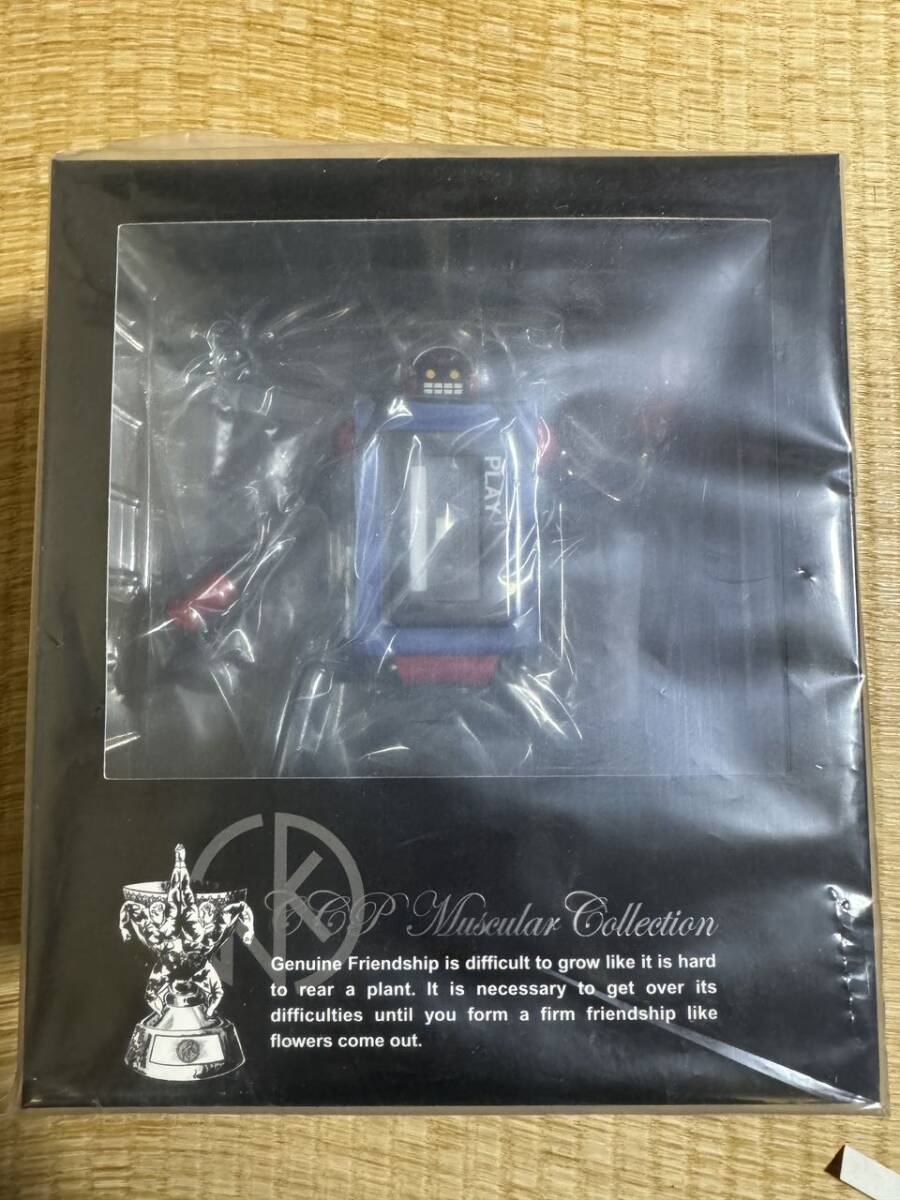 PLAY
CCP Muscular Collection
Genuine Friendship is difficult to grow like it is hard
to rear a plant. It is necessary to get over its
difficulties until you form a firm friendship like
flowers come out.